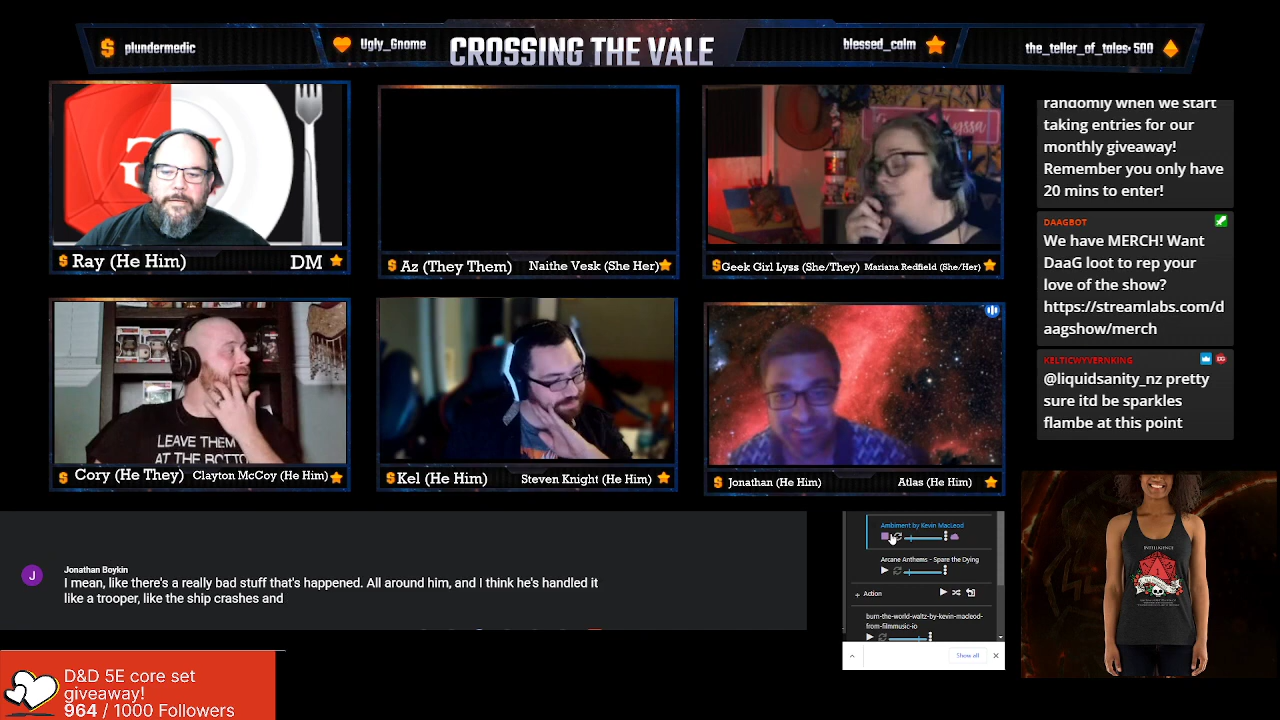 plundermedic
Ugly_Gnome
CROSSING THE VALE
blessed_calm
the_teller_of_tales• 500
Ray (He Him)
DM
Az (They Them)
Naithe Vesk (She Her)
Geek Girl Lyss (She/They)
Mariana Redfield (She/Her)
LEAVE THEM
AT THE BOTTO
Cory (He They)
Clayton McCoy (He Him)
Kel (He Him)
Steven Knight (He Him)
Jonathan (He Him)
Atlas (He Him)
randomly when we start
taking entries for our
monthly giveaway!
Remember you only have
20 mins to enter!
DAAGBOT
We have MERCH! Want
DaaG loot to rep your
love of the show?
https://streamlabs.com/d
aagshow/merch
KELTICWYVERNKING
@liquidsanity_nz pretty
sure itd be sparkles
flambe at this point
J
Jonathan Boykin
I mean, like there's a really bad stuff that's happened. All around him, and I think he's handled it
like a trooper, like the ship crashes and
Ambiment by Kevin MacLeod
Arcane Anthems - Spare the Dying
+ Action
burn-the-world-waltz-by-kevin-macleod-
from-filmmusic-io
Show all
INTELLIGENCE
D&D 5E core set
giveaway!
964 / 1000 Followers